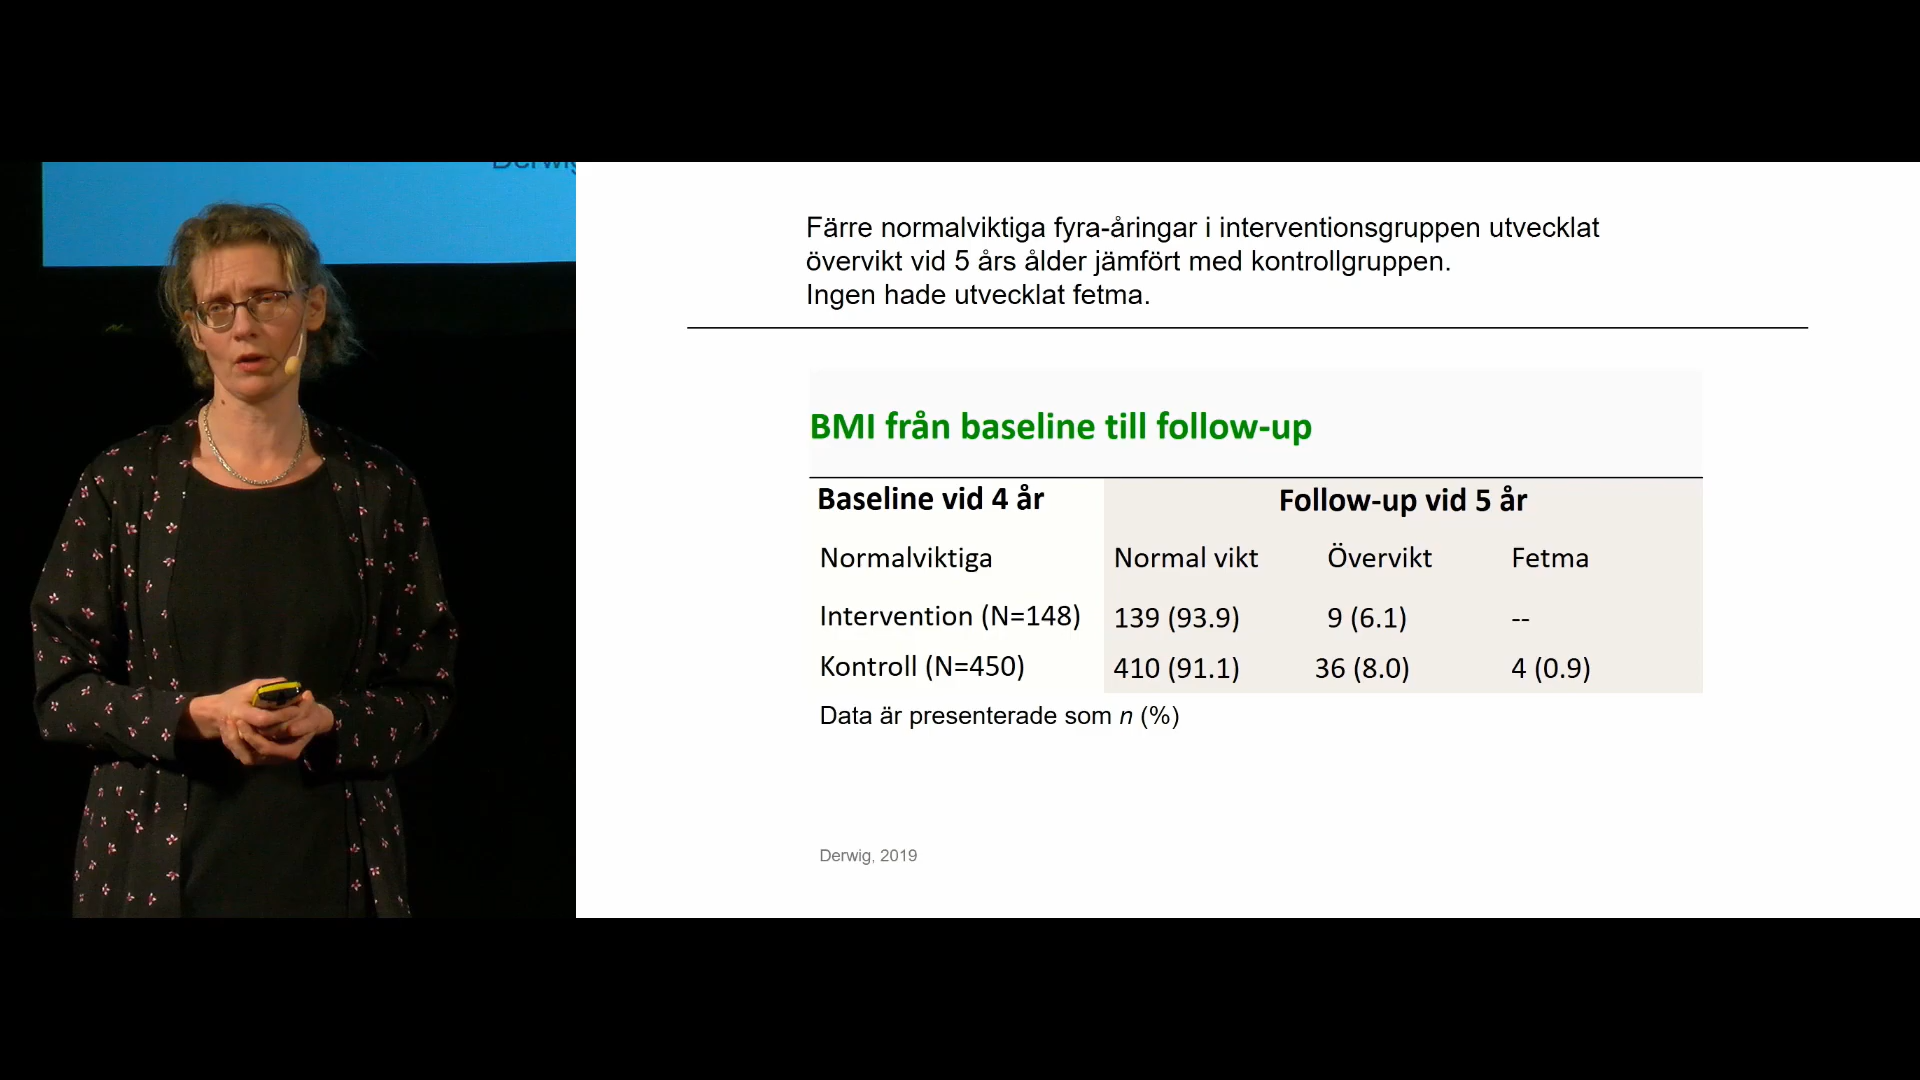 Färre normalviktiga fyra-åringar i interventionsgruppen utvecklat
övervikt vid 5 års ålder jämfört med kontrollgruppen.
Ingen hade utvecklat fetma.
BMI från baseline till follow-up
Baseline vid 4 år Follow-up vid 5 år
Normalviktiga Normal vikt Övervikt Fetma
Intervention (N=148) 139 (93.9) 9 (6.1) --
Kontroll (N=450) 410 (91.1) 36 (8.0) 4 (0.9)
Data är presenterade som n (%)
Derwig, 2019